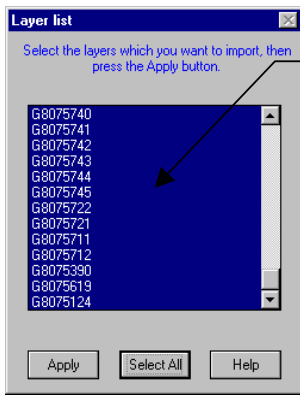 Layer list
Select the layers which you want to import, then
press the Apply button.
G8075740
G8075741
G8075742
G8075743
G8075744
G8075745
G8075722
G8075721
G8075711
G8075712
G8075390
G8075619
G8075124
Apply
Select All
Help